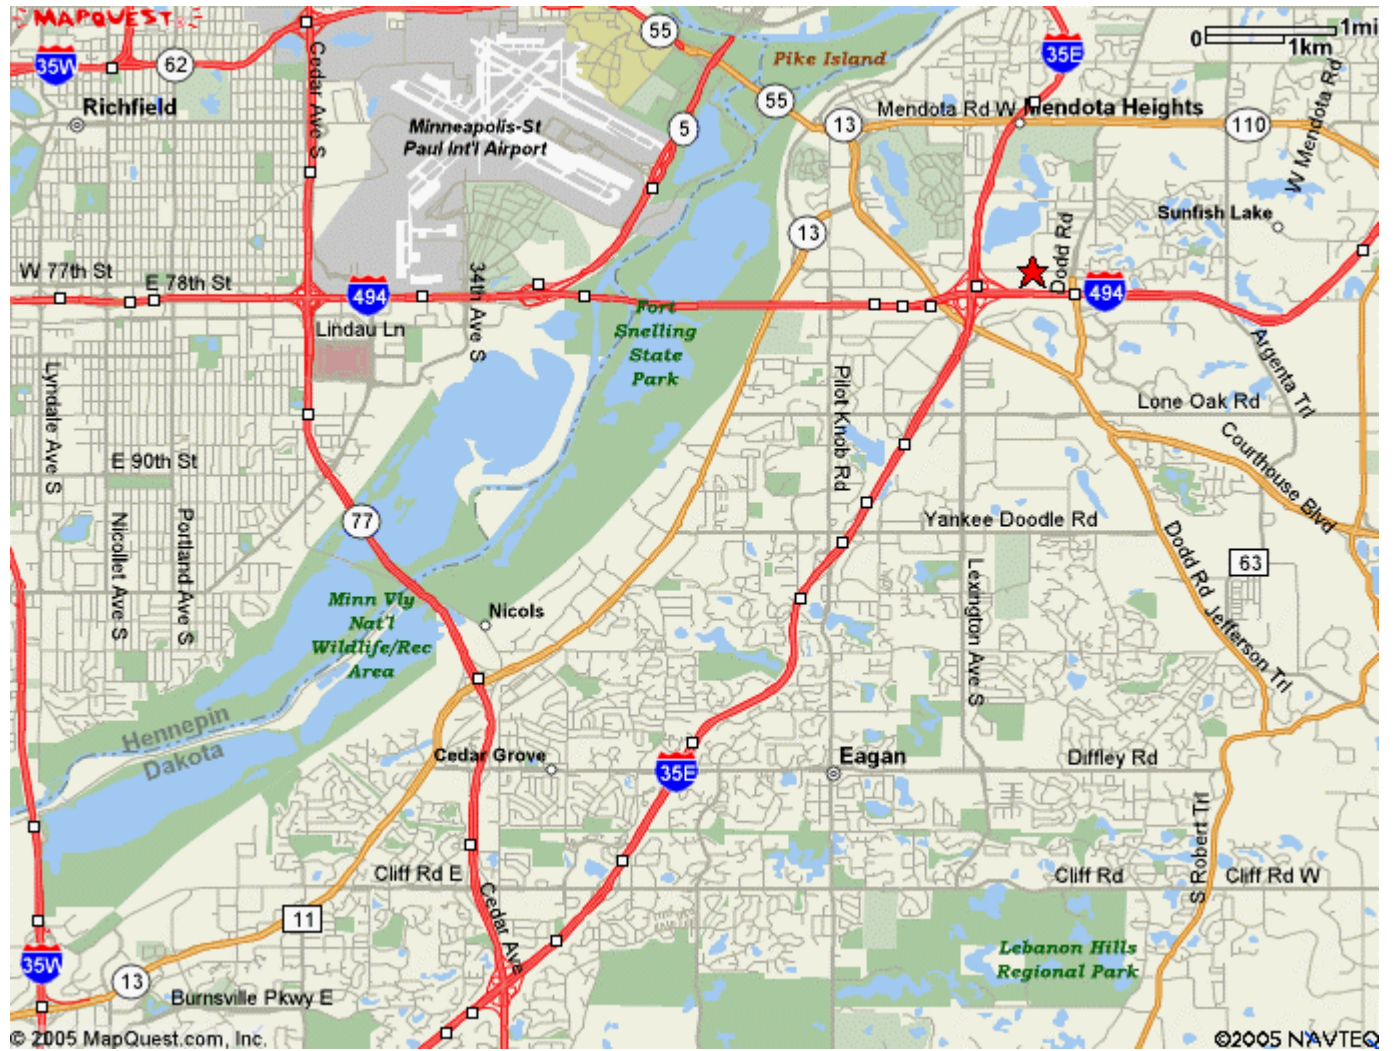 MAPQUEST
35W
62
Cedar Ave S
55
Pike Island
35E
0
1mi
1km
Richfield
Minneapolis-St
Paul Int'l Airport
5
55
13
Mendota Rd W
Mendota Heights
110
W Mendota Rd
13
Sunfish Lake
Dodd Rd
W 77th St
E 78th St
494
34th Ave S
494
Lindau Ln
Fort
Snelling
State
Park
Argenta Trl
Lyndale Ave S
Pilot Knob Rd
Lone Oak Rd
Courthouse Blvd
E 90th St
77
Nicollet Ave S
Portland Ave S
Yankee Doodle Rd
Dodd Rd
Jefferson Trl
63
Lexington Ave S
Minn Vly
Nat'l
Wildlife/Rec
Area
Nicols
Hennepin
Dakota
Cedar Grove
35E
Eagan
Diffley Rd
S Robert Trl
Cliff Rd E
Cedar Ave
Cliff Rd
Cliff Rd W
11
35W
13
Burnsville Pkwy E
Lebanon Hills
Regional Park
© 2005 MapQuest.com, Inc.
©2005 NAVTEQ